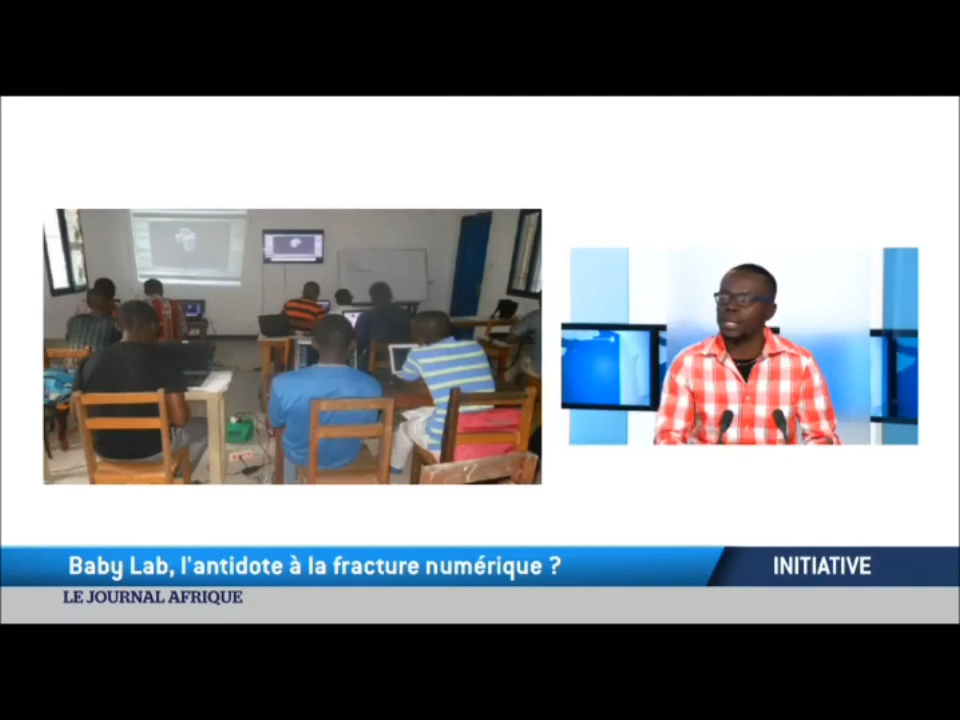 Baby Lab, l'antidote à la fracture numérique ?
INITIATIVE
LE JOURNAL AFRIQUE